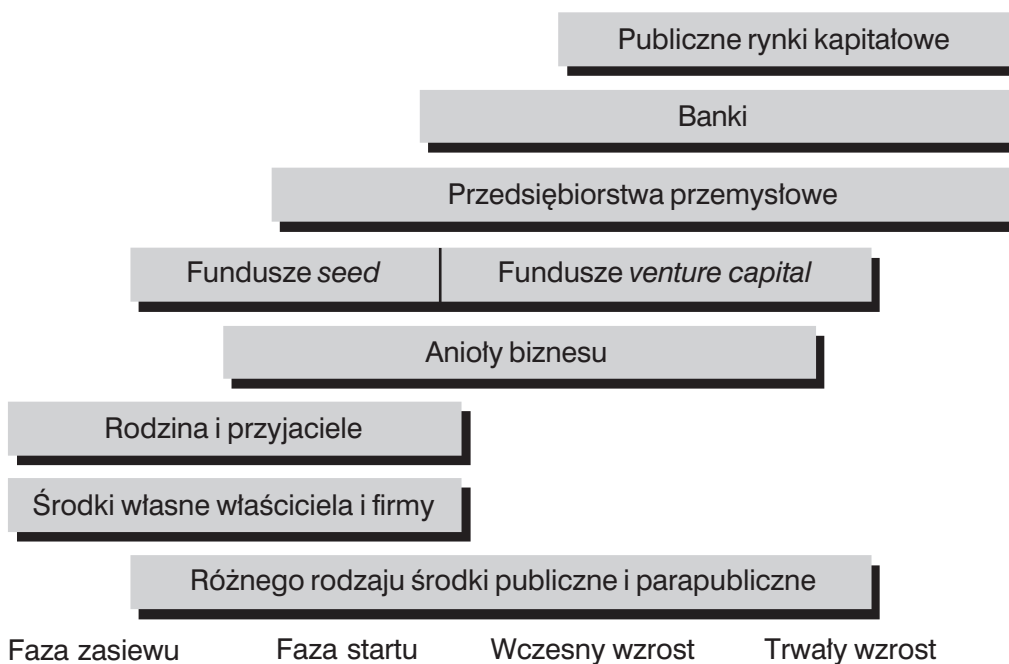 Publiczne rynki kapitałowe
Banki
Przedsiębiorstwa przemysłowe
Fundusze seed
Fundusze venture capital
Anioły biznesu
Rodzina i przyjaciele
Środki własne właściciela i firmy
Różnego rodzaju środki publiczne i parapubliczne
Faza zasiewu
Faza startu
Wczesny wzrost
Trwały wzrost